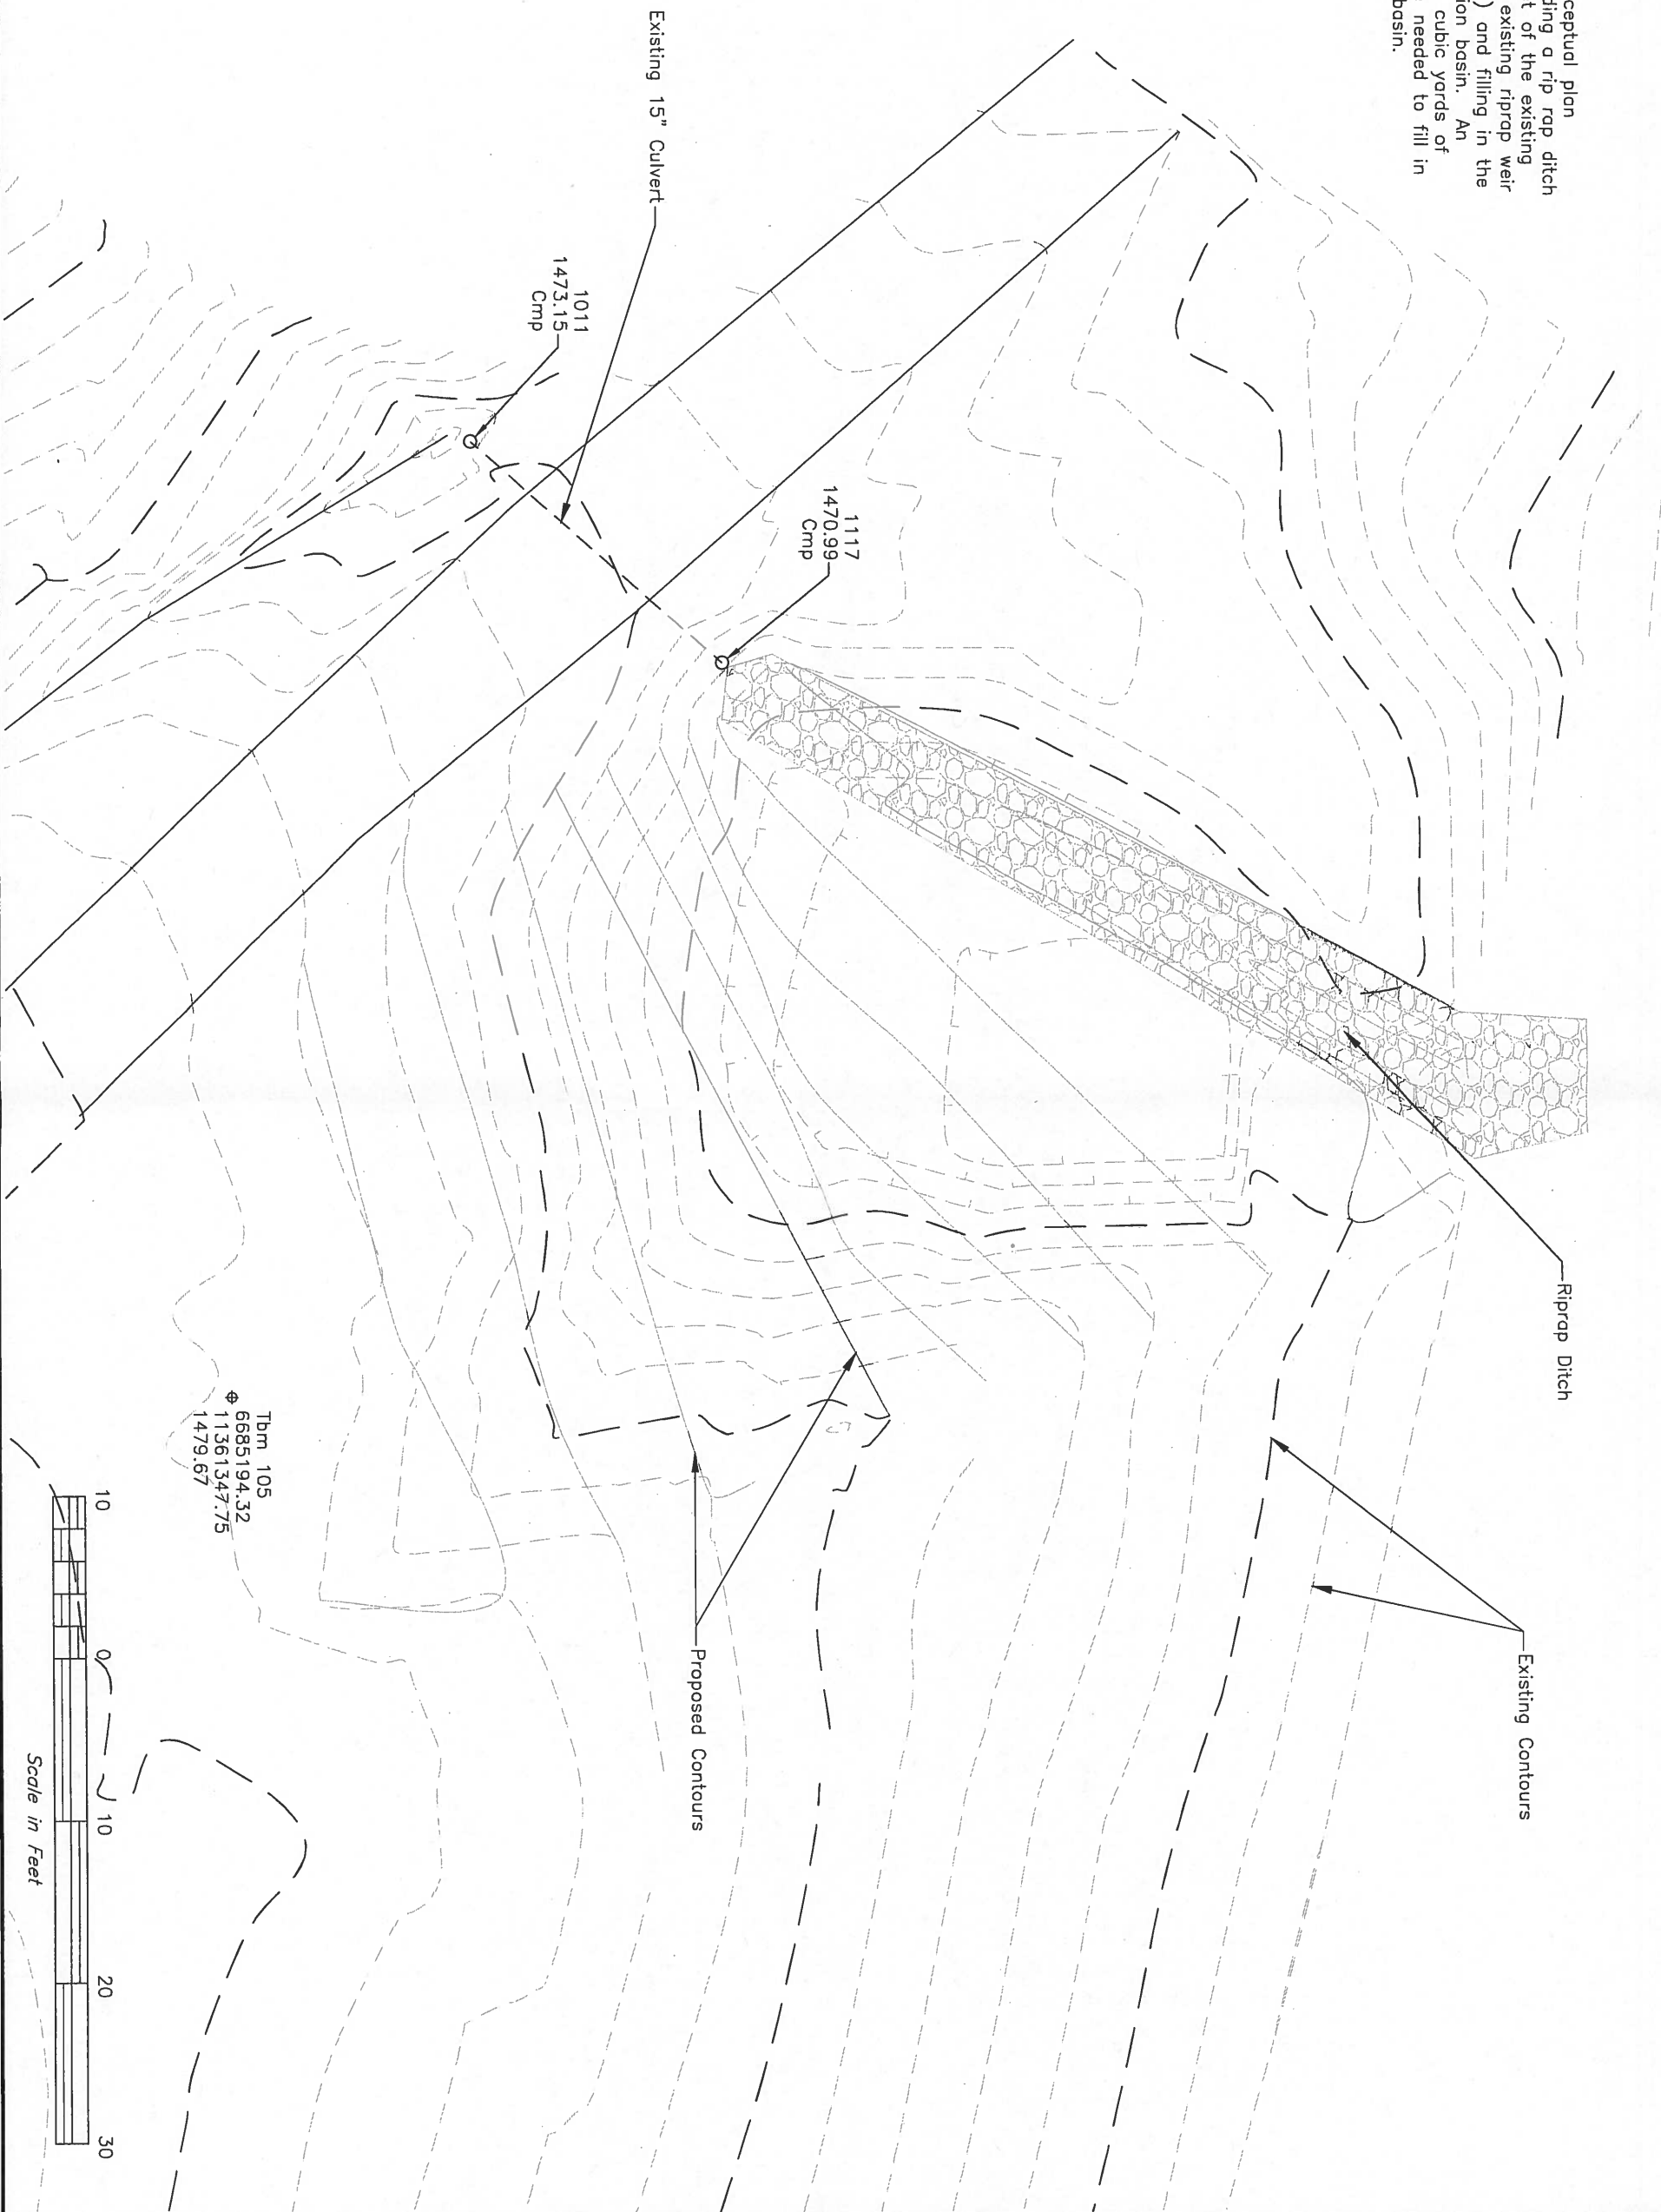 ceptual plan
ding a rip rap ditch
t of the existing
existing riprap weir
) and filling in the
ion basin. An
cubic yards of
needed to fill in
basin.
Existing 15" Culvert
1011
1473.15
Cmp
1117
1470.99
Cmp
Riprap Ditch
Existing Contours
Proposed Contours
Tbm 105
6685194.32
11361347.75
1479.67
10 0 10 20 30
Scale in Feet